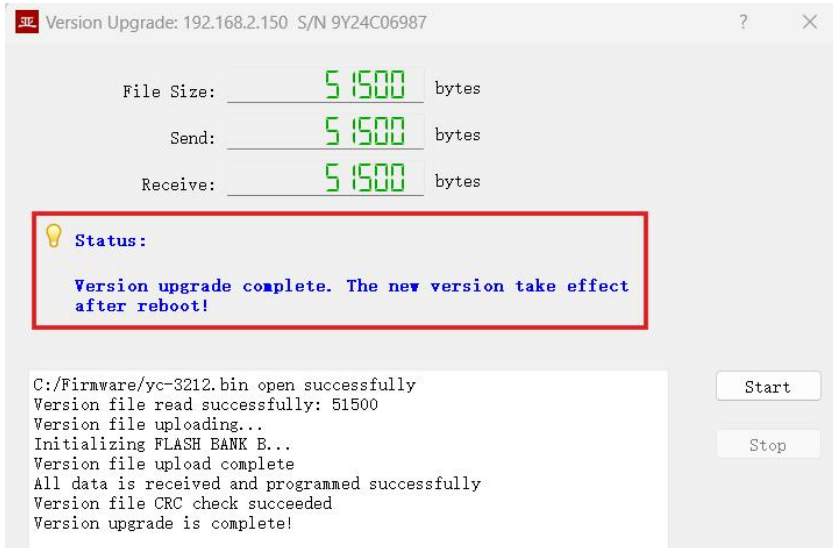 亚 Version Upgrade: 192.168.2.150 S/N 9Y24C06987 ?
File Size: 51500 bytes
Send: 51500 bytes
Receive: 51500 bytes
Status:
Version upgrade complete. The new version take effect
after reboot!
C:/Firmware/yc-3212.bin open successfully
Version file read successfully: 51500
Version file uploading...
Initializing FLASH BANK B...
Version file upload complete
All data is received and programmed successfully
Version file CRC check succeeded
Version upgrade is complete!
Start
Stop